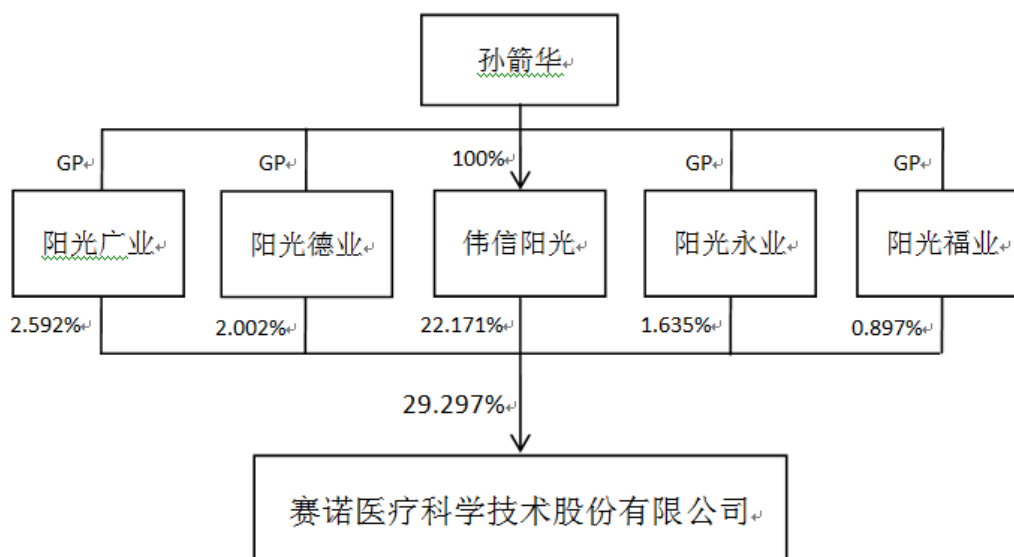 孙箭华
GP
GP
100%
GP
GP
阳光广业
阳光德业
伟信阳光
阳光永业
阳光福业
2.592%
2.002%
22.171%
1.635%
0.897%
29.297%
赛诺医疗科学技术股份有限公司